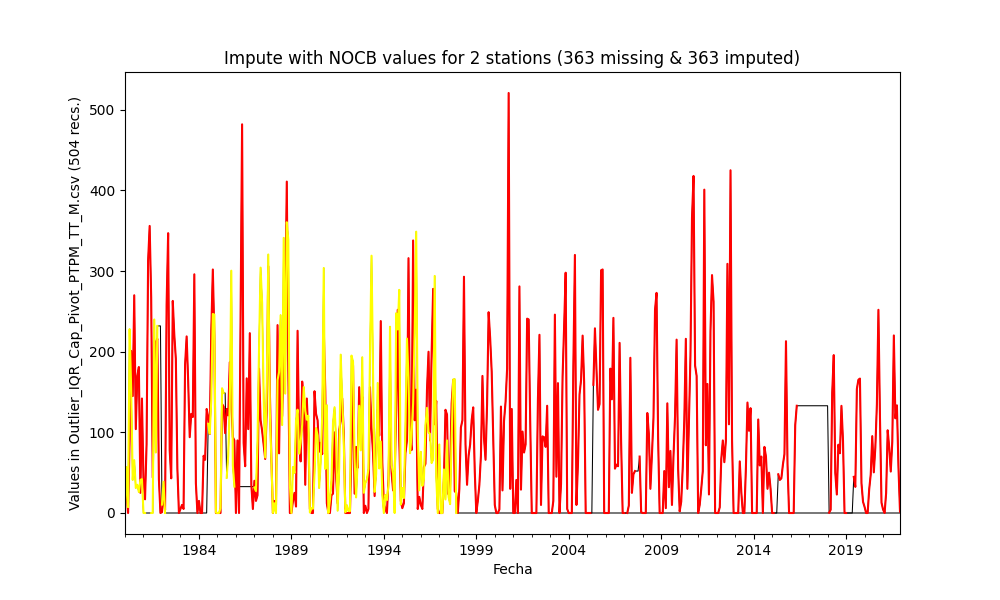 Impute with NOCB values for 2 stations (363 missing & 363 imputed)
Values in Outlier_IQR_Cap_Pivot_PTPM_TT_M.csv (504 recs.)
500
400
300
200
100
0
1984 1989 1994 1999 2004 2009 2014 2019
Fecha